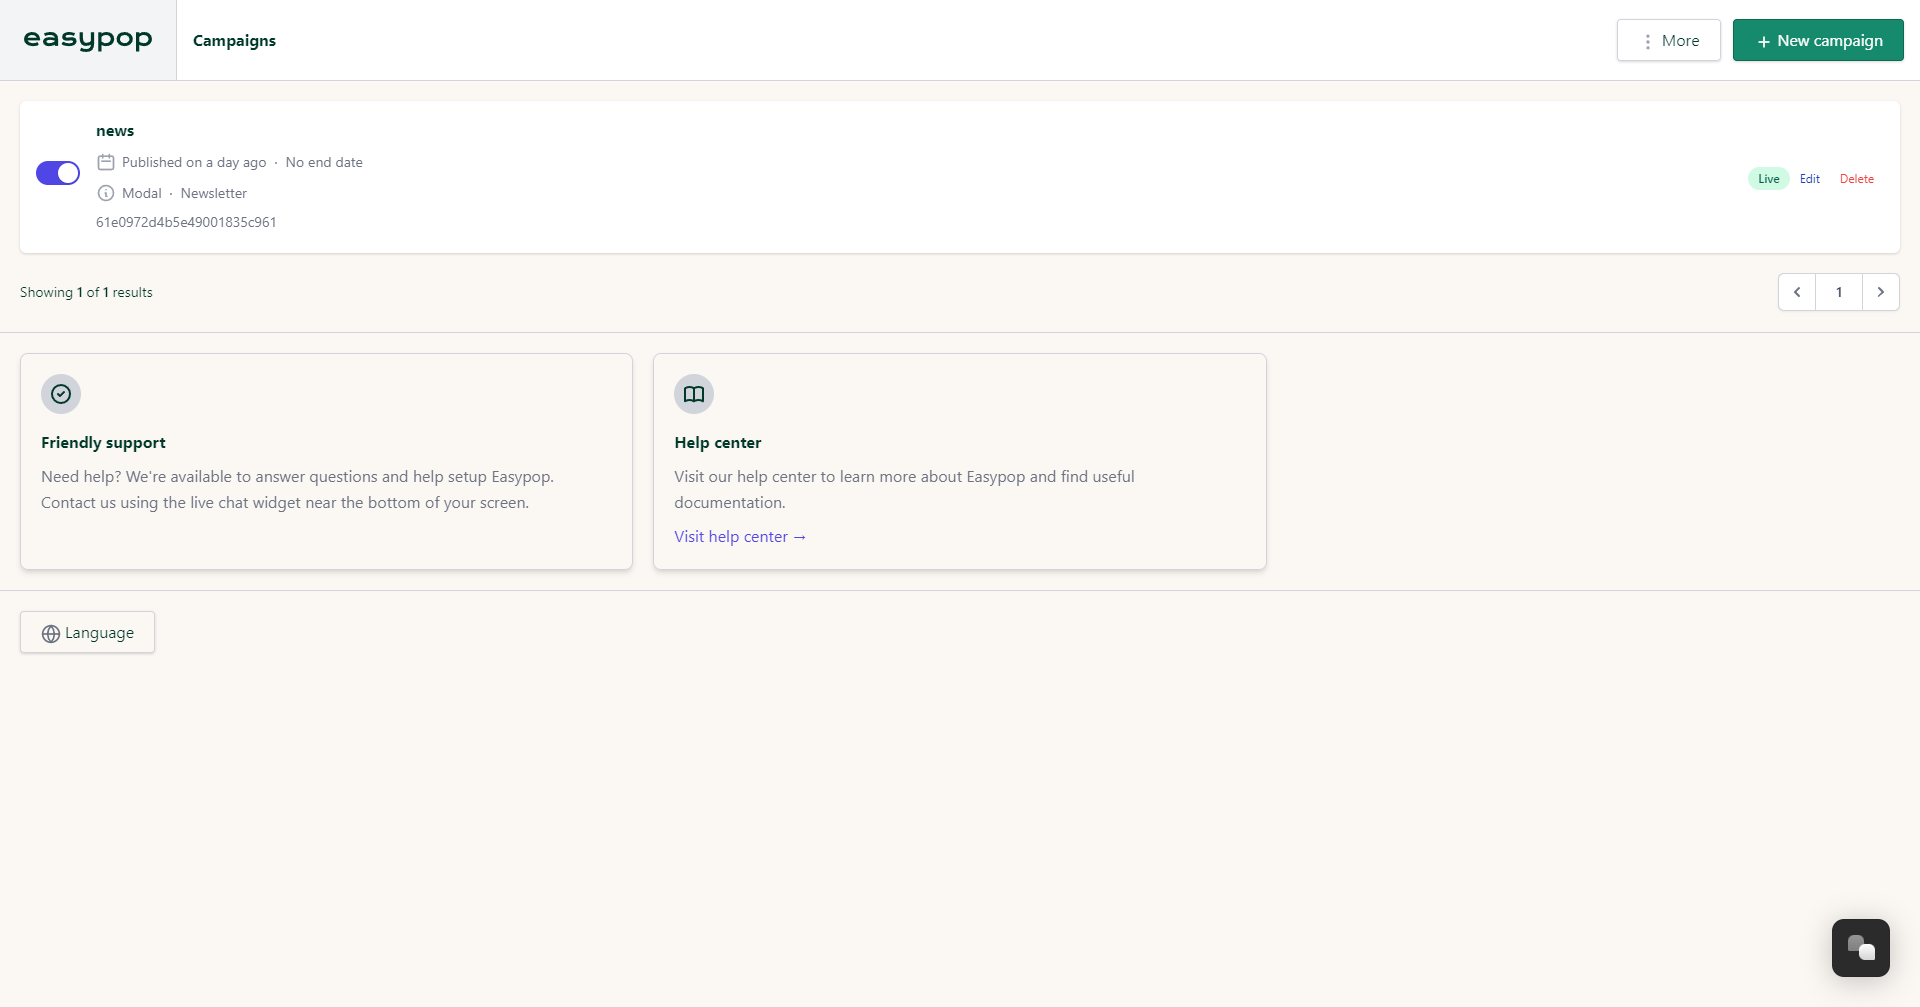 easypop
Campaigns
More
+ New campaign
news
Published on a day ago · No end date
Modal · Newsletter
61e0972d4b5e49001835c961
Live
Edit
Delete
Showing 1 of 1 results
1
Friendly support
Need help? We're available to answer questions and help setup Easypop.
Contact us using the live chat widget near the bottom of your screen.
Help center
Visit our help center to learn more about Easypop and find useful
documentation.
Visit help center →
Language